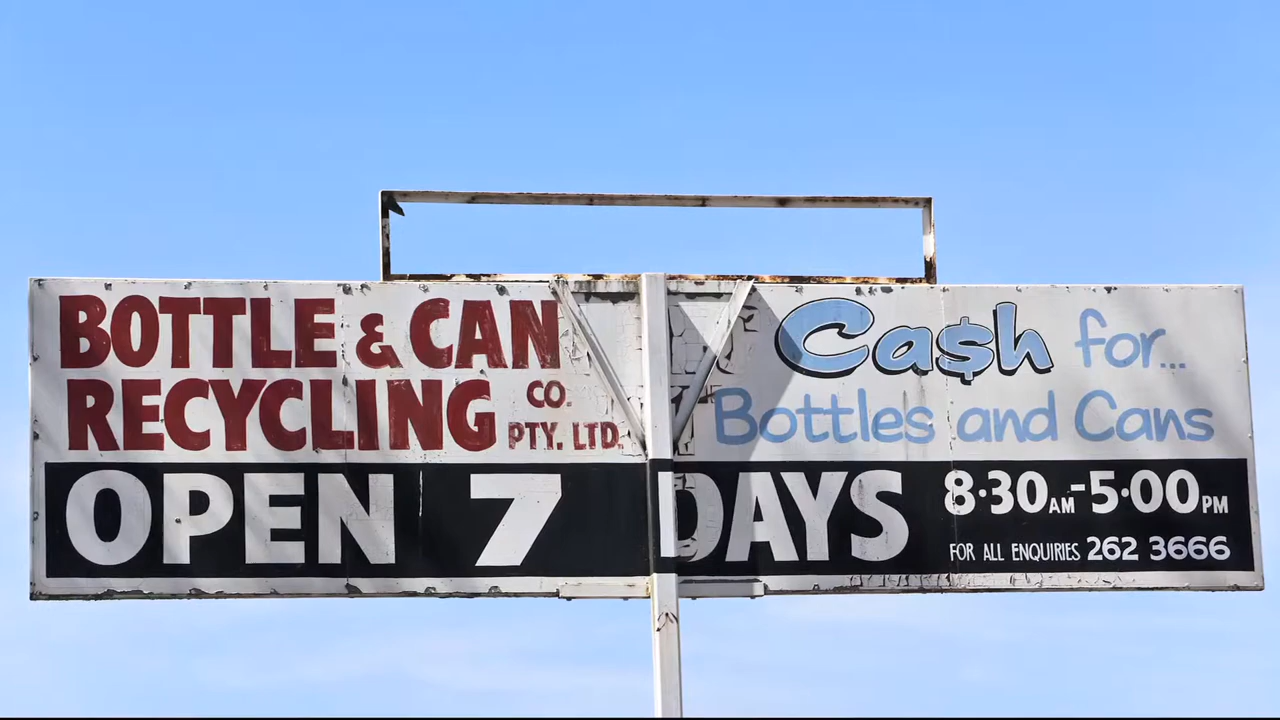 BOTTLE & CAN
RECYCLING CO.
PTY. LTD.
Ca$h for...
Bottles and Cans
OPEN 7 DAYS 8·30AM-5·00PM
FOR ALL ENQUIRIES 262 3666